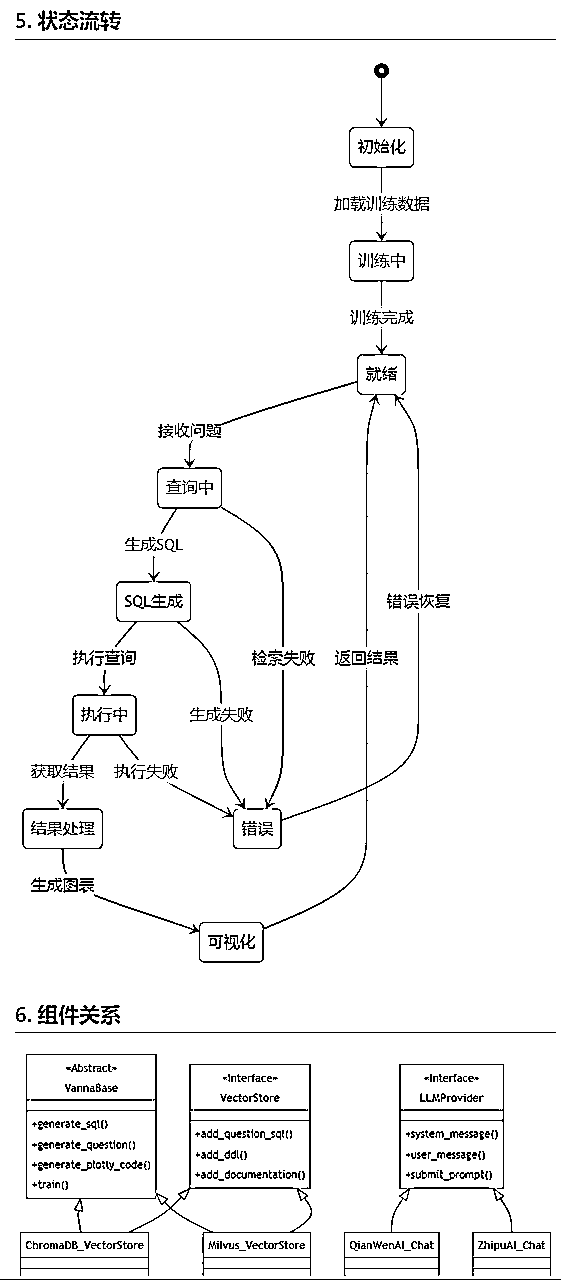 5. 状态流转
初始化
加载训练数据
训练中
训练完成
就绪
接收问题
查询中
生成SQL
SQL生成
错误恢复
执行查询
检索失败
返回结果
执行中
生成失败
获取结果
执行失败
结果处理
错误
生成图表
可视化
6. 组件关系
«Abstract»
VannaBase
+generate_sql()
+generate_question()
+generate_plotly_code()
+train()
«Interface»
VectorStore
+add_question_sql()
+add_ddl()
+add_documentation()
«Interface»
LLMProvider
+system_message()
+user_message()
+submit_prompt()
ChromaDB_VectorStore
Milvus_VectorStore
QianWenAI_Chat
ZhipuAI_Chat